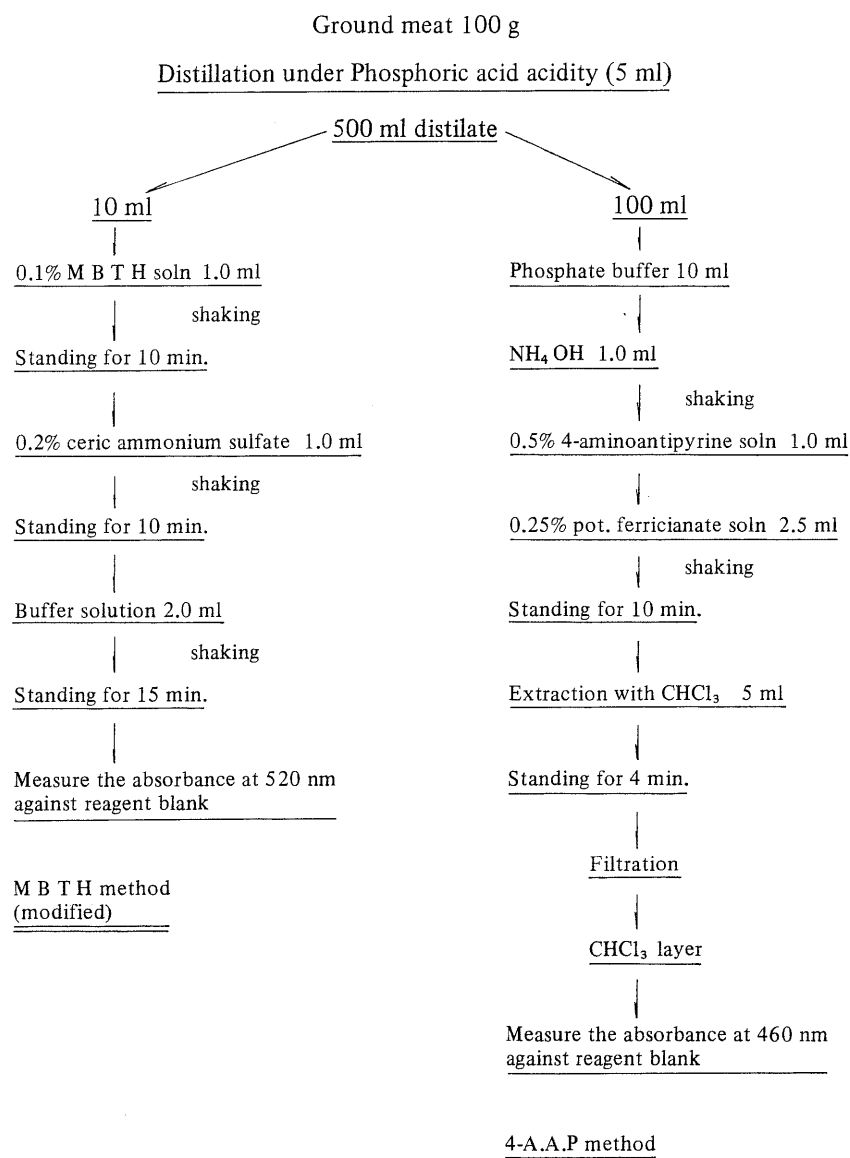 Ground meat 100 g
Distillation under Phosphoric acid acidity (5 ml)
500 ml distilate
10 ml
0.1% M B T H soln 1.0 ml
shaking
Standing for 10 min.
0.2% ceric ammonium sulfate 1.0 ml
shaking
Standing for 10 min.
Buffer solution 2.0 ml
shaking
Standing for 15 min.
Measure the absorbance at 520 nm
against reagent blank
M B T H method
(modified)
100 ml
Phosphate buffer 10 ml
NH₄ OH 1.0 ml
shaking
0.5% 4-aminoantipyrine soln 1.0 ml
0.25% pot. ferricianate soln 2.5 ml
shaking
Standing for 10 min.
Extraction with CHCl₃ 5 ml
Standing for 4 min.
Filtration
CHCl₃ layer
Measure the absorbance at 460 nm
against reagent blank
4-A.A.P method